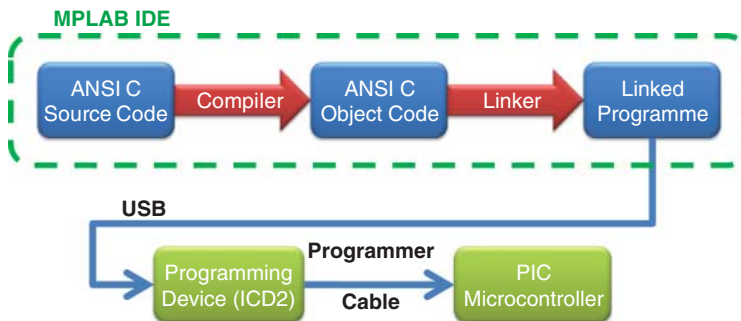 MPLAB IDE
ANSI C
Source Code
Compiler
ANSI C
Object Code
Linker
Linked
Programme
USB
Programming
Device (ICD2)
Programmer
Cable
PIC
Microcontroller